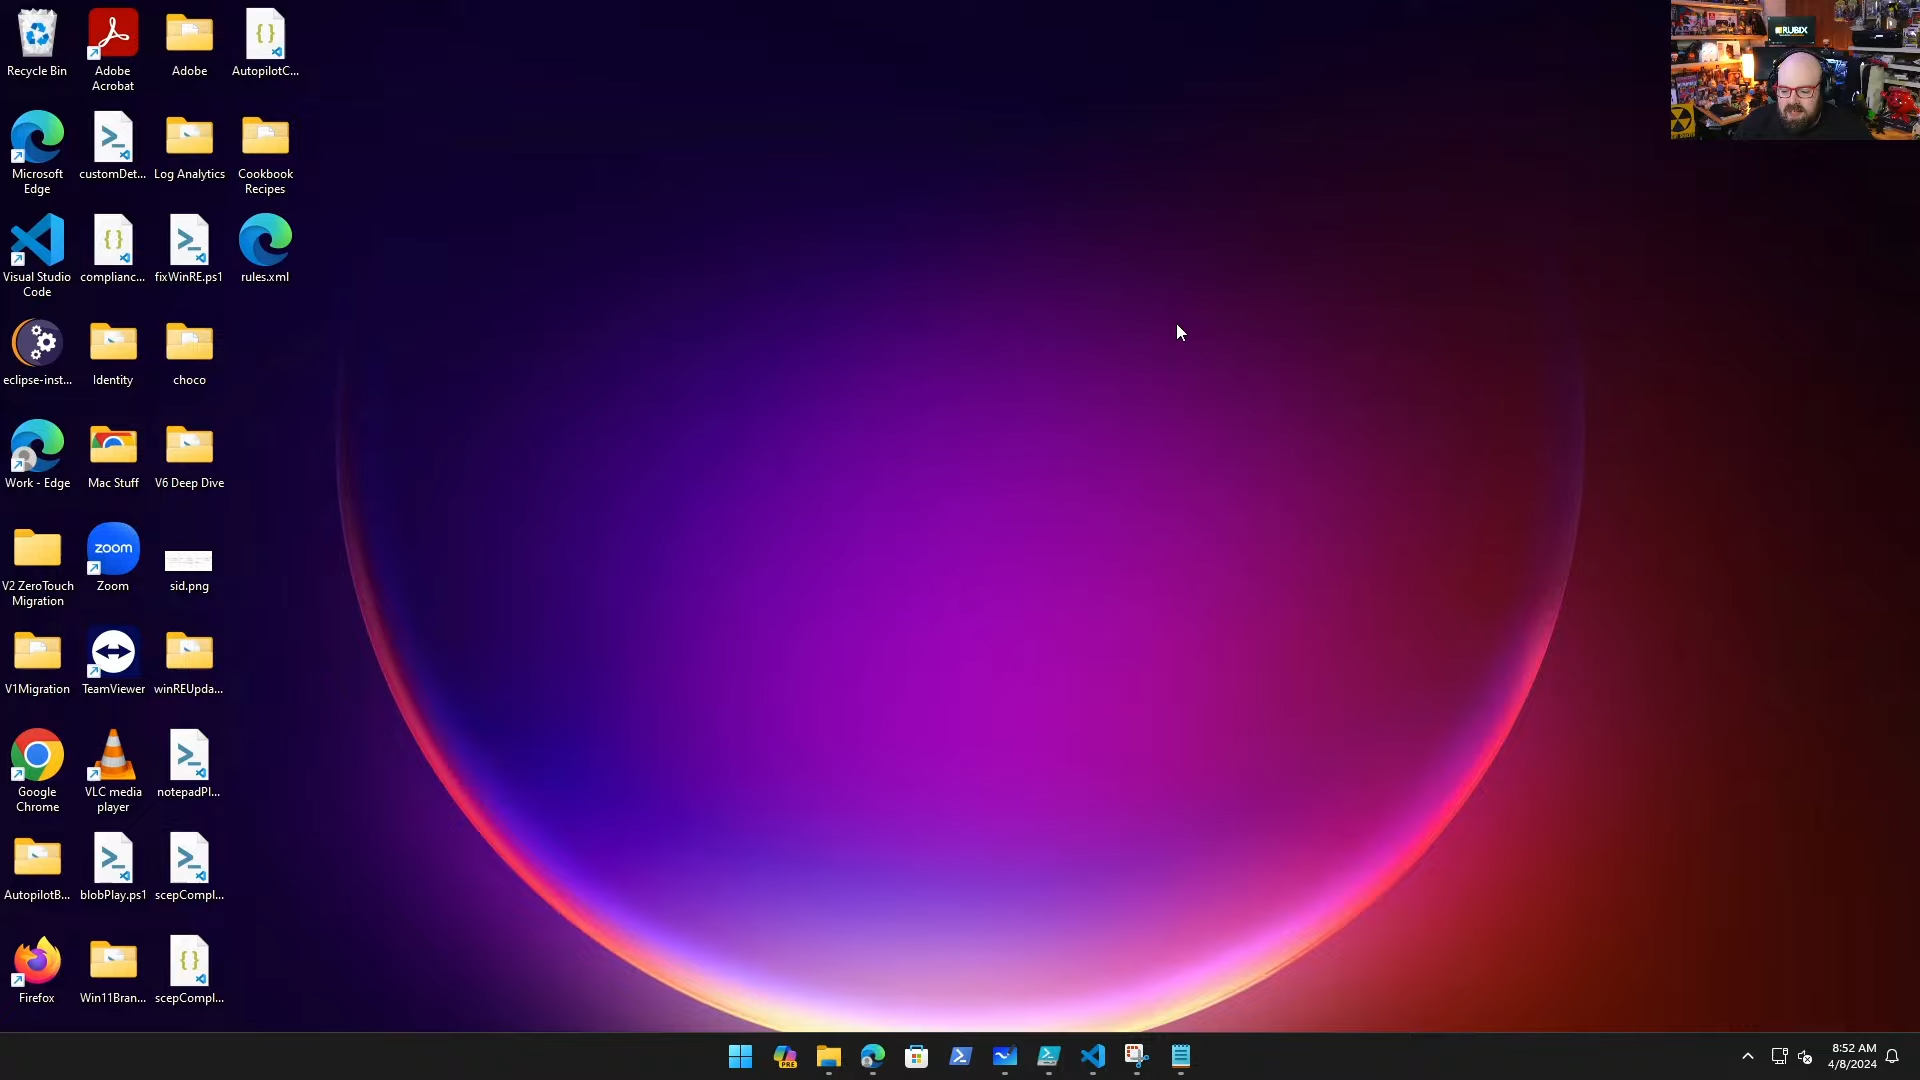 Recycle Bin
Adobe
Acrobat
Adobe
AutopilotC...
Microsoft
Edge
customDet...
Log Analytics
Cookbook
Recipes
Visual Studio
Code
complianc...
fixWinRE.ps1
rules.xml
eclipse-inst...
Identity
choco
Work - Edge
Mac Stuff
V6 Deep Dive
V2 ZeroTouch
Migration
zoom
Zoom
sid.png
V1Migration
TeamViewer
winREUpda...
Google
Chrome
VLC media
player
notepadPl...
AutopilotB...
blobPlay.ps1
scepCompl...
Firefox
Win11Bran...
scepCompl...
RUBIX
PRE
8:52 AM
4/8/2024